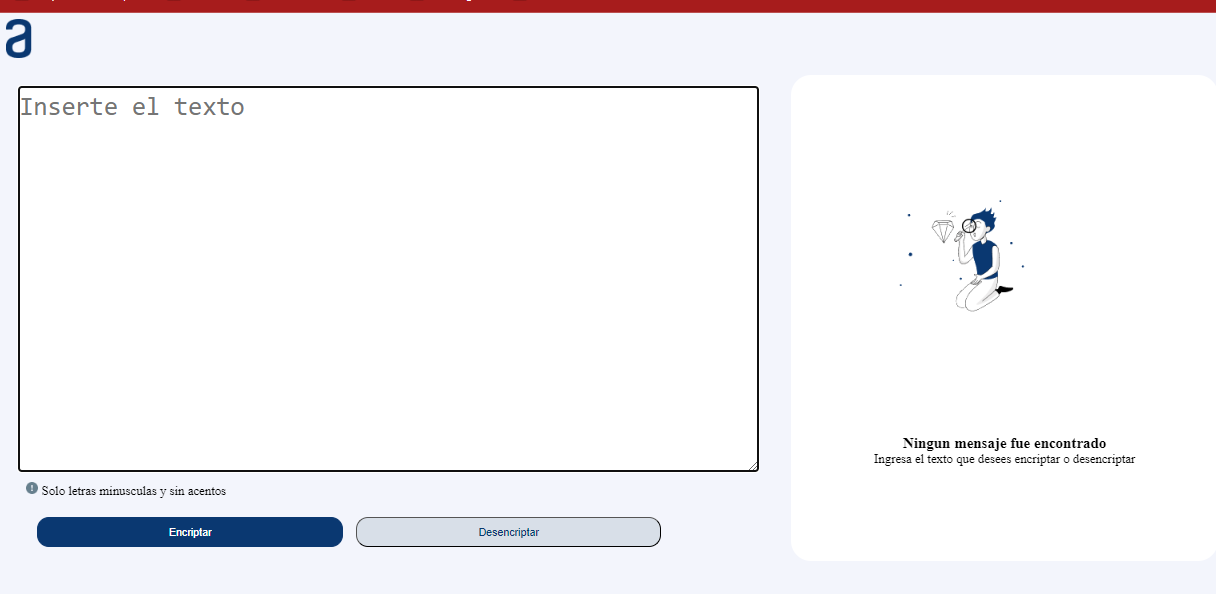 a
Inserte el texto
Ningun mensaje fue encontrado
Ingresa el texto que desees encriptar o desencriptar
Solo letras minusculas y sin acentos
Encriptar
Desencriptar